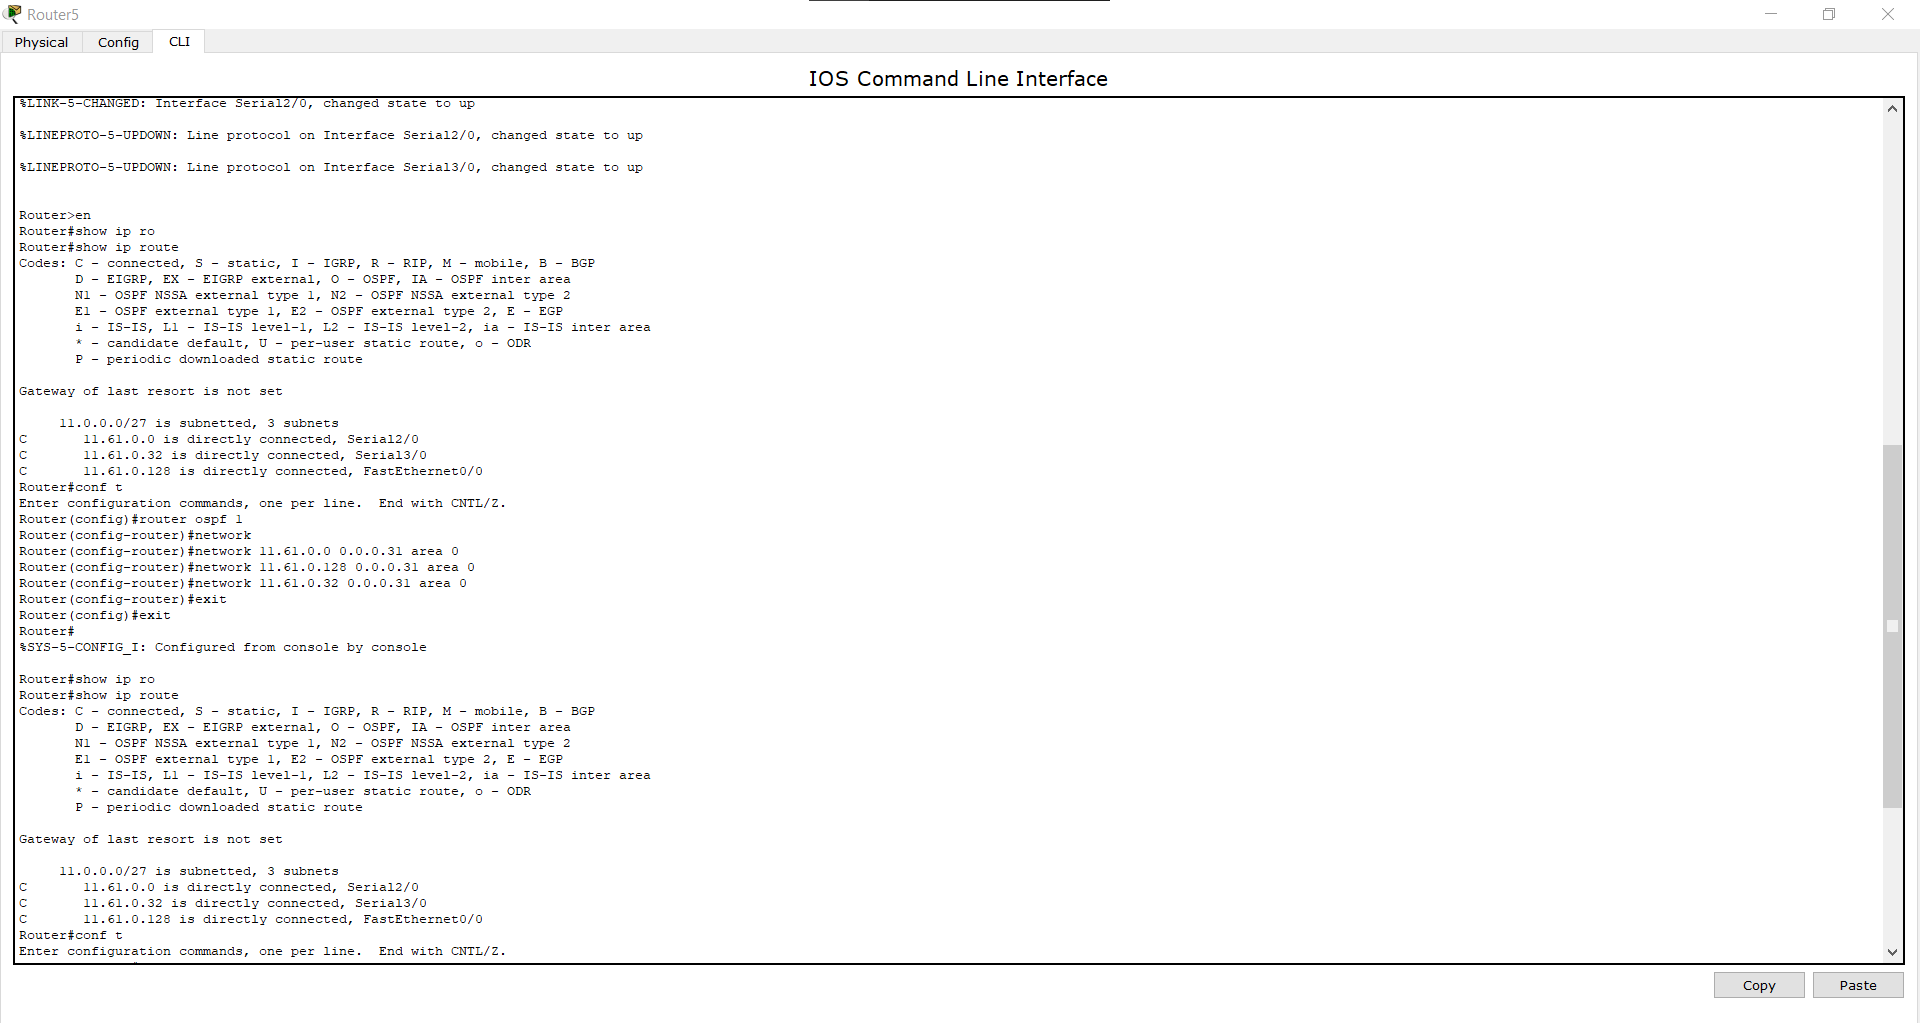 Router5
Physical Config CLI
IOS Command Line Interface
%LINK-5-CHANGED: Interface Serial2/0, changed state to up
%LINEPROTO-5-UPDOWN: Line protocol on Interface Serial2/0, changed state to up
%LINEPROTO-5-UPDOWN: Line protocol on Interface Serial3/0, changed state to up
Router>en
Router#show ip ro
Router#show ip route
Codes: C - connected, S - static, I - IGRP, R - RIP, M - mobile, B - BGP
D - EIGRP, EX - EIGRP external, O - OSPF, IA - OSPF inter area
N1 - OSPF NSSA external type 1, N2 - OSPF NSSA external type 2
E1 - OSPF external type 1, E2 - OSPF external type 2, E - EGP
i - IS-IS, L1 - IS-IS level-1, L2 - IS-IS level-2, ia - IS-IS inter area
* - candidate default, U - per-user static route, o - ODR
P - periodic downloaded static route
Gateway of last resort is not set
11.0.0.0/27 is subnetted, 3 subnets
C 11.61.0.0 is directly connected, Serial2/0
C 11.61.0.32 is directly connected, Serial3/0
C 11.61.0.128 is directly connected, FastEthernet0/0
Router#conf t
Enter configuration commands, one per line. End with CNTL/Z.
Router(config)#router ospf 1
Router(config-router)#network
Router(config-router)#network 11.61.0.0 0.0.0.31 area 0
Router(config-router)#network 11.61.0.128 0.0.0.31 area 0
Router(config-router)#network 11.61.0.32 0.0.0.31 area 0
Router(config-router)#exit
Router(config)#exit
Router#
%SYS-5-CONFIG_I: Configured from console by console
Router#show ip ro
Router#show ip route
Codes: C - connected, S - static, I - IGRP, R - RIP, M - mobile, B - BGP
D - EIGRP, EX - EIGRP external, O - OSPF, IA - OSPF inter area
N1 - OSPF NSSA external type 1, N2 - OSPF NSSA external type 2
E1 - OSPF external type 1, E2 - OSPF external type 2, E - EGP
i - IS-IS, L1 - IS-IS level-1, L2 - IS-IS level-2, ia - IS-IS inter area
* - candidate default, U - per-user static route, o - ODR
P - periodic downloaded static route
Gateway of last resort is not set
11.0.0.0/27 is subnetted, 3 subnets
C 11.61.0.0 is directly connected, Serial2/0
C 11.61.0.32 is directly connected, Serial3/0
C 11.61.0.128 is directly connected, FastEthernet0/0
Router#conf t
Enter configuration commands, one per line. End with CNTL/Z.
Copy Paste